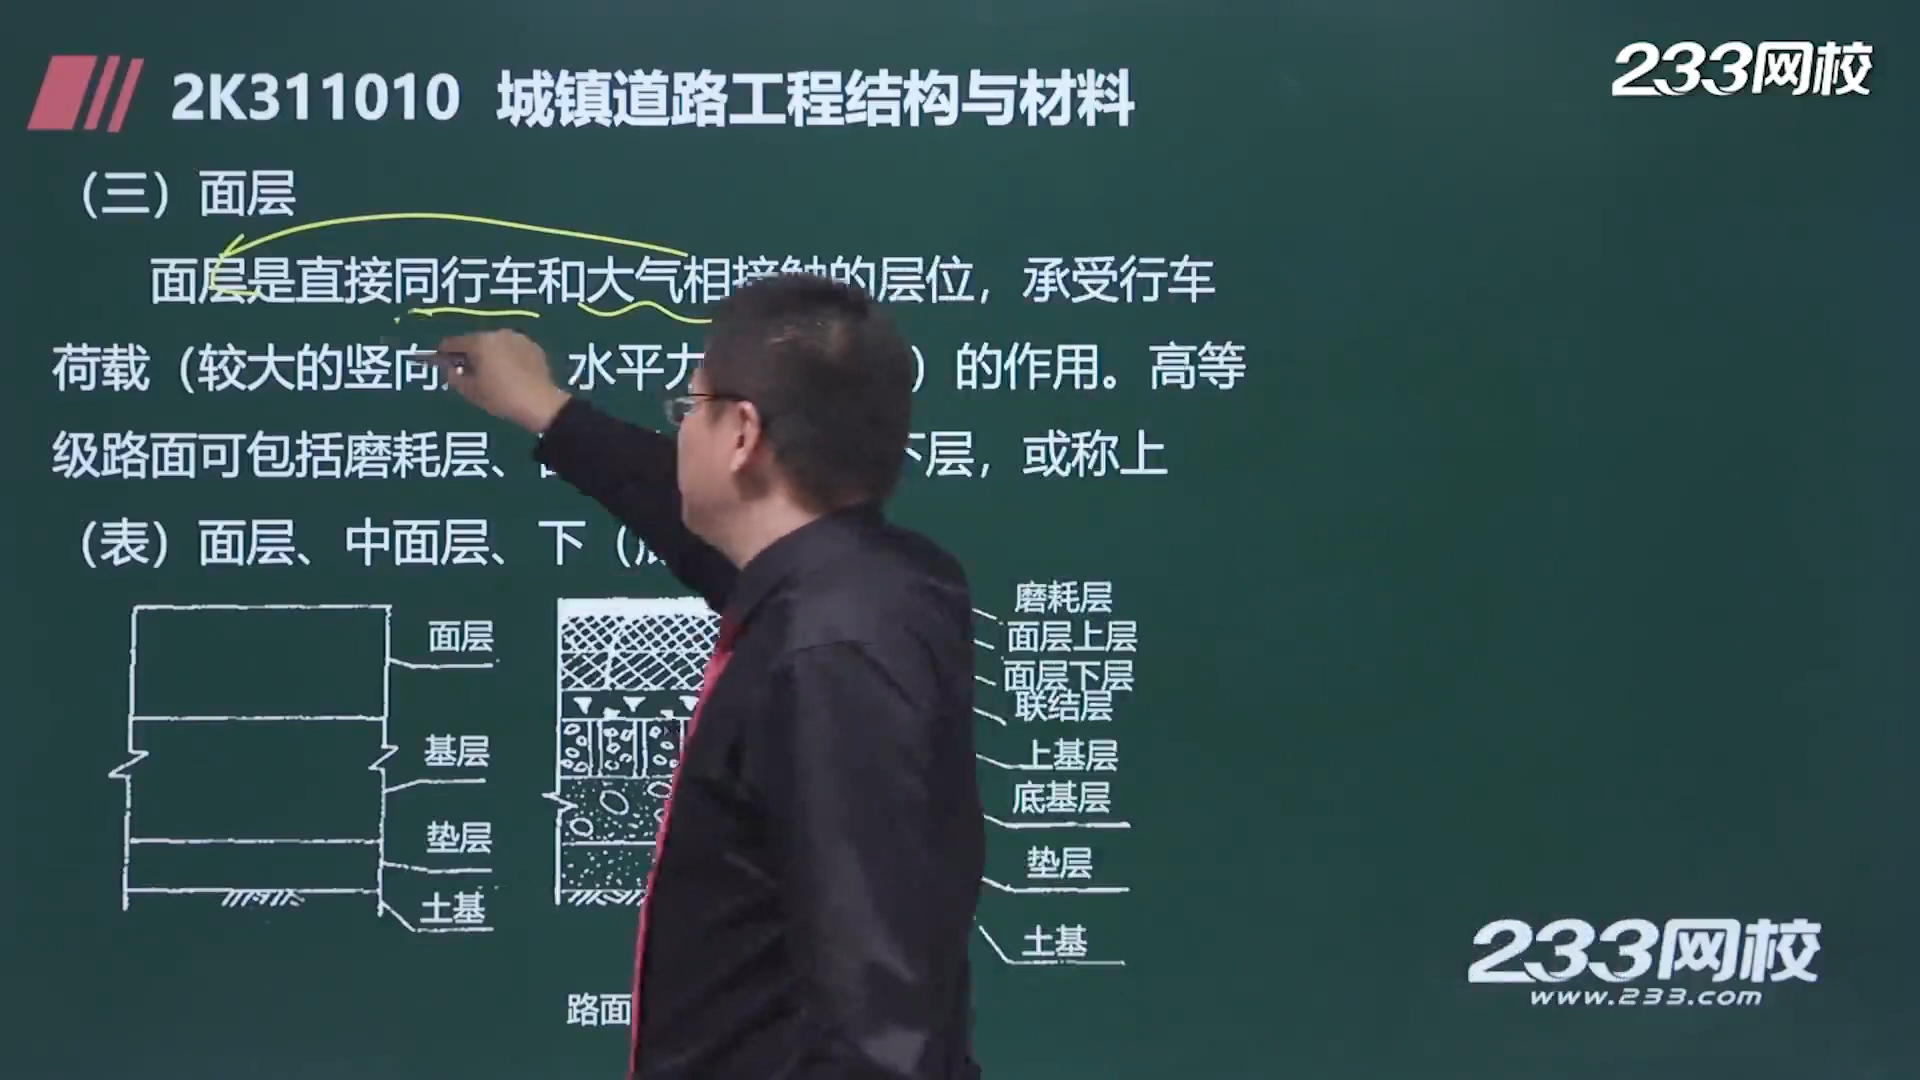 2K311010 城镇道路工程结构与材料
233网校
（三）面层
面层是直接同行车和大气相接触的层位，承受行车
荷载（较大的竖向 水平力 ）的作用。高等
级路面可包括磨耗层、 下层，或称上
（表）面层、中面层、下（
面层
基层
垫层
土基
磨耗层
面层上层
面层下层
联结层
上基层
底基层
垫层
土基
路面
233网校
www.233.com